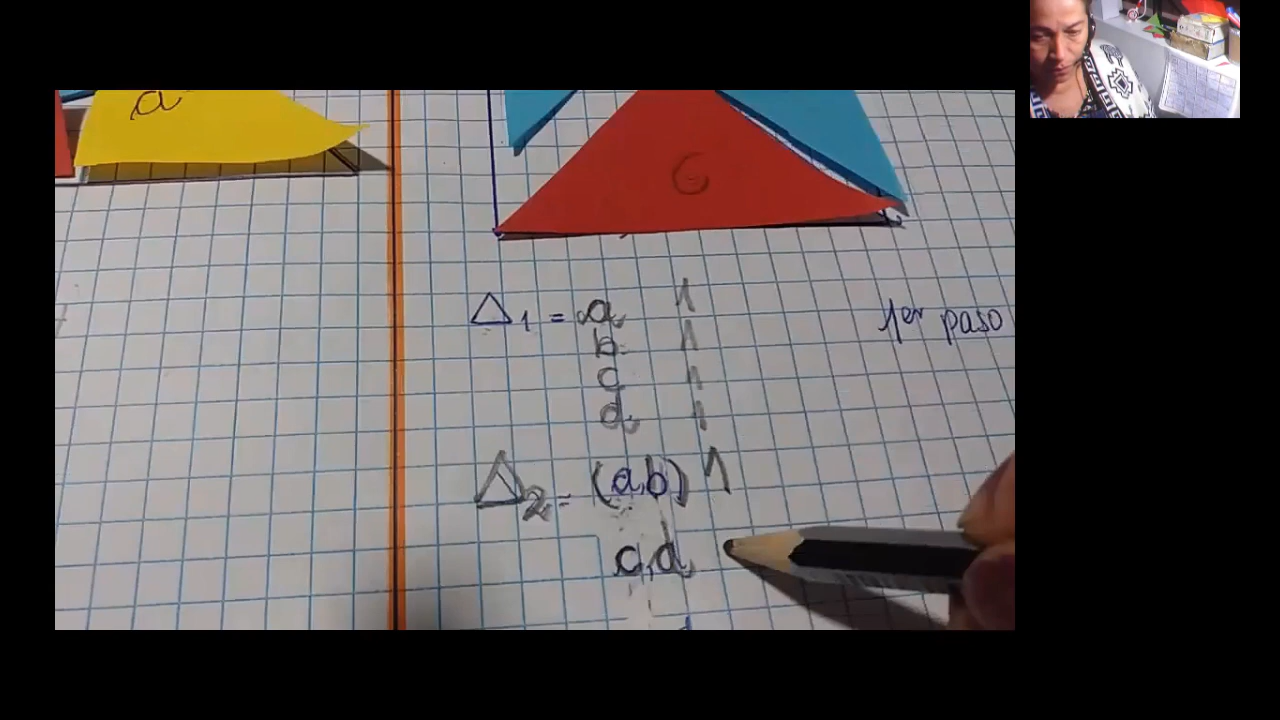 a
6
△₁ = a 1
1er paso
b 1
c 1
d 1
△₂ = (a,b) 1
c,d